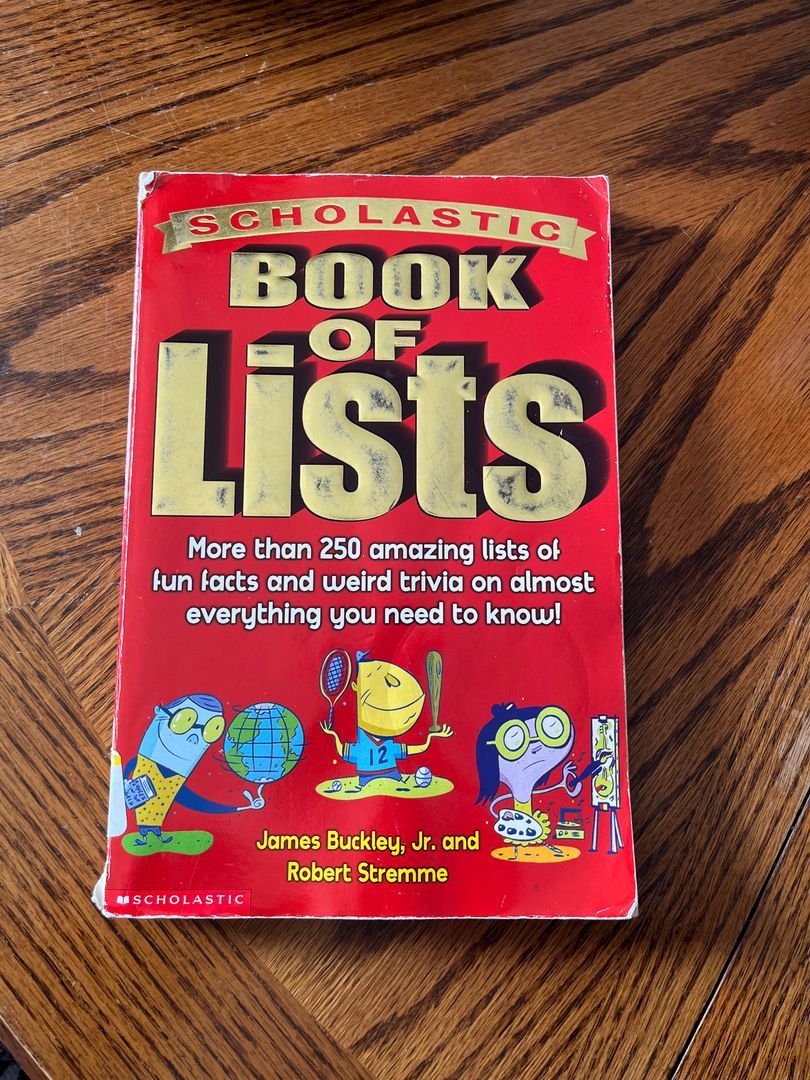 SCHOLASTIC
BOOK
OF
Lists
More than 250 amazing lists of
fun facts and weird trivia on almost
everything you need to know!
12
James Buckley, Jr. and
Robert Stremme
SCHOLASTIC